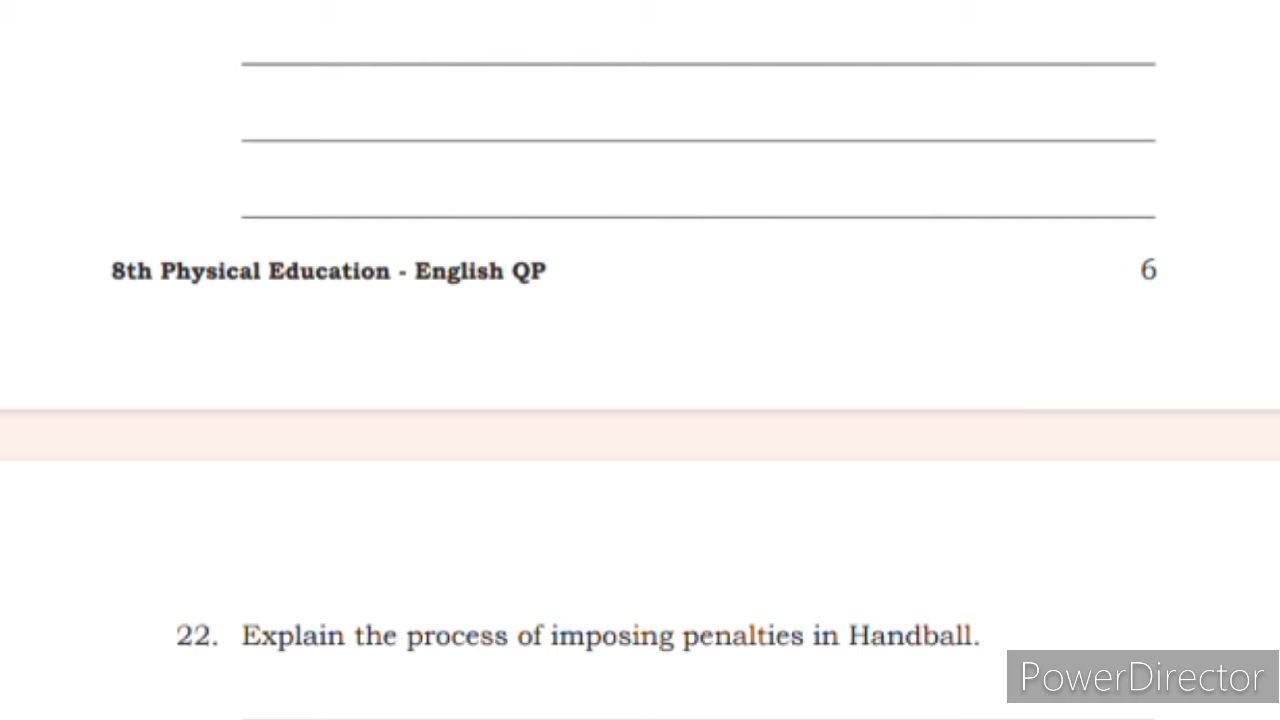 8th Physical Education - English QP 6
22. Explain the process of imposing penalties in Handball.
PowerDirector